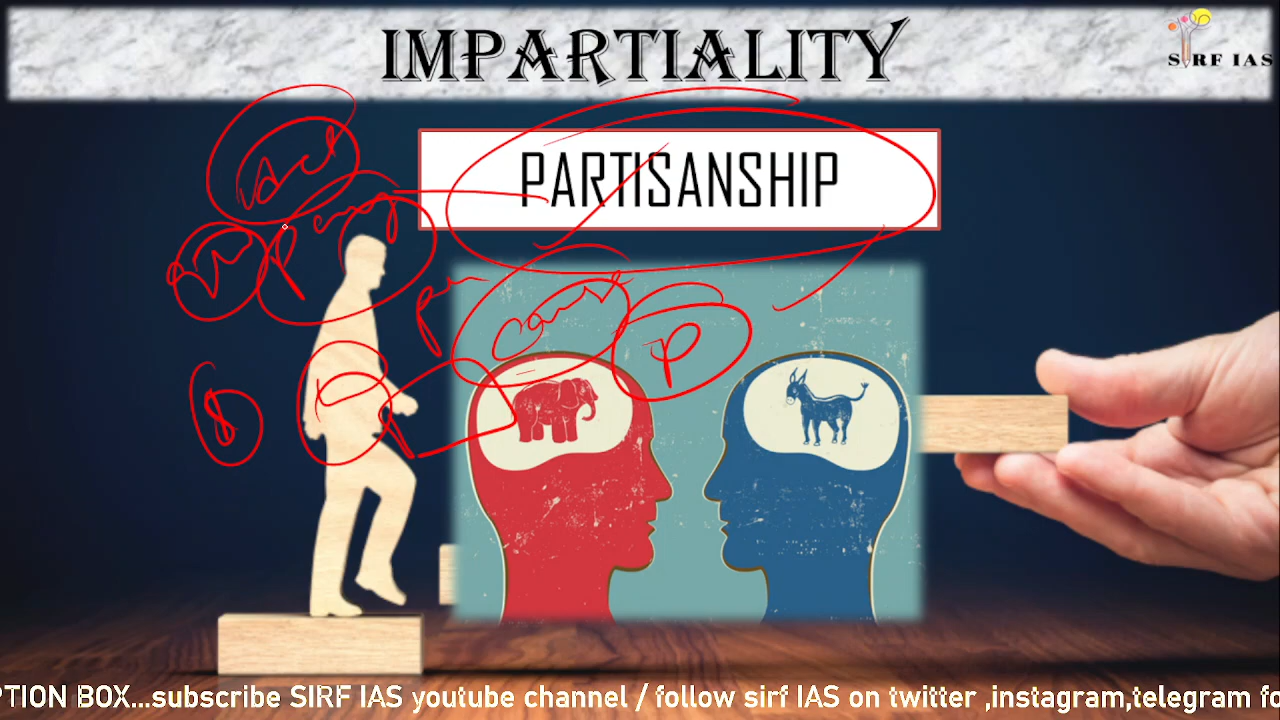 IMPARTIALITY
SIRF IAS
PARTISANSHIP
cause
P
PTION BOX...subscribe SIRF IAS youtube channel / follow sirf IAS on twitter ,instagram,telegram fo